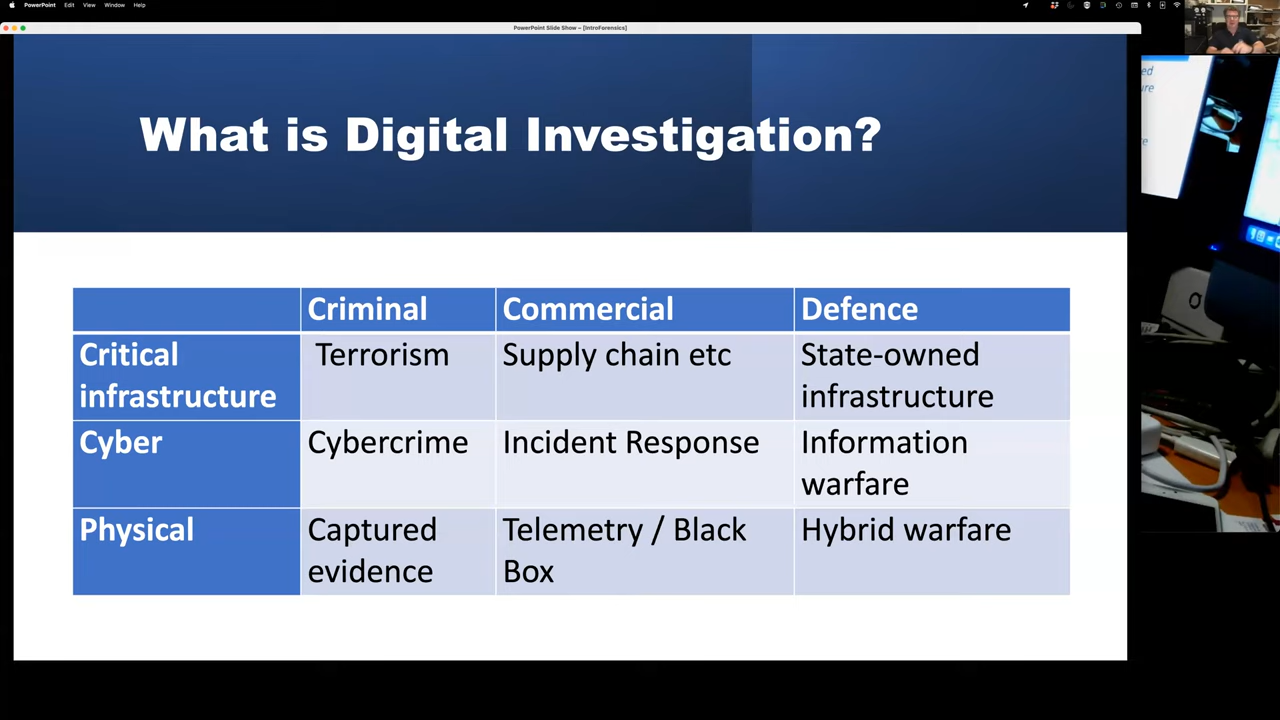 PowerPoint Edit View Window Help
PowerPoint Slide Show – [IntroForensics]
What is Digital Investigation?
Criminal Commercial Defence
Critical infrastructure Terrorism Supply chain etc State-owned infrastructure
Cyber Cybercrime Incident Response Information warfare
Physical Captured evidence Telemetry / Black Box Hybrid warfare